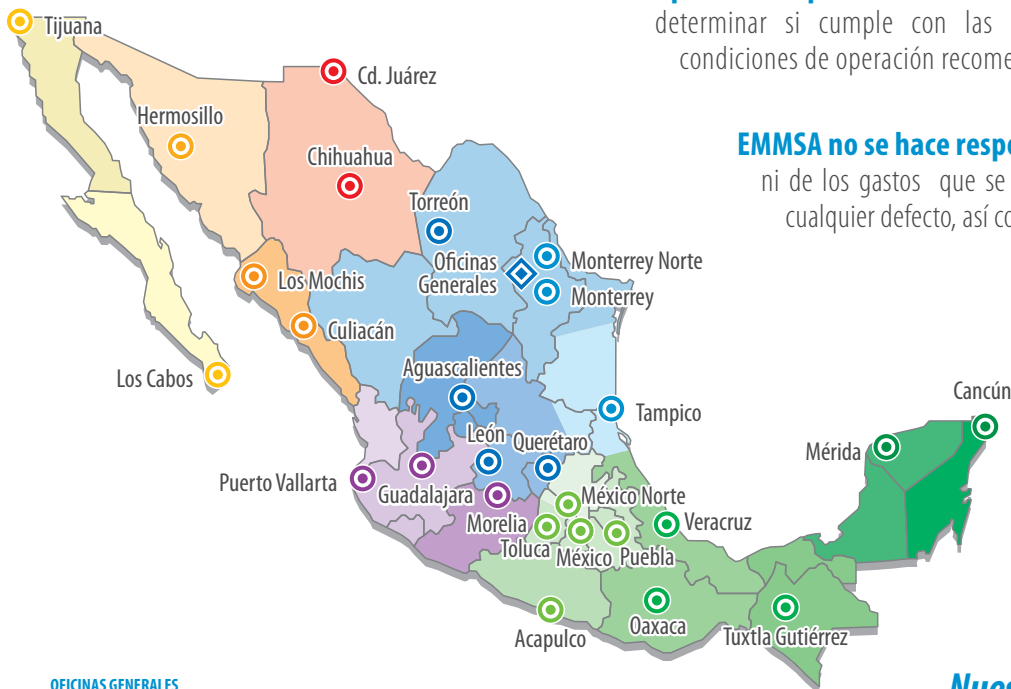 determinar si cumple con las
condiciones de operación
EMMSA no se hace
ni de los gastos que se
cualquier defecto, así
Tijuana
Cd. Juárez
Hermosillo
Chihuahua
Torreón
Oficinas
Generales
Monterrey Norte
Monterrey
Los Mochis
Culiacán
Los Cabos
Aguascalientes
Tampico
Cancún
León
Querétaro
Mérida
Puerto Vallarta
Guadalajara
México Norte
Morelia
Veracruz
Toluca
México
Puebla
Acapulco
Oaxaca
Tuxtla Gutiérrez
OFICINAS GENERALES